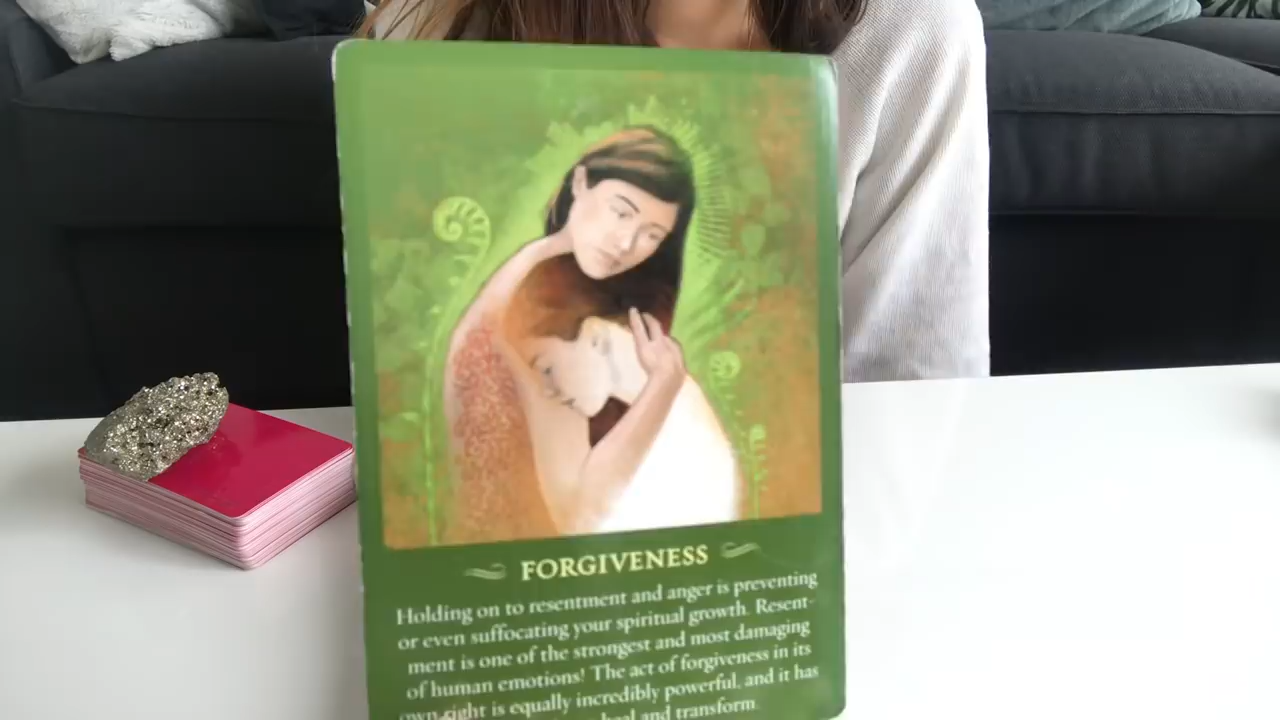 FORGIVENESS
Holding on to resentment and anger is preventing
or even suffocating your spiritual growth. Resent-
ment is one of the strongest and most damaging
of human emotions! The act of forgiveness in its
own right is equally incredibly powerful, and it has
heal and transform.